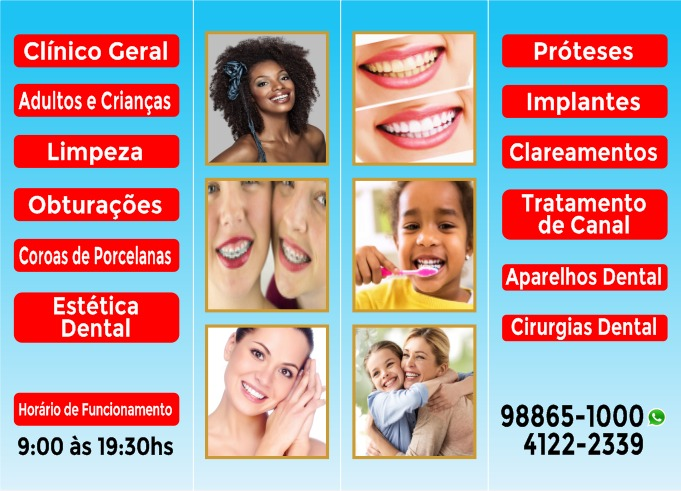 Clínico Geral
Adultos e Crianças
Limpeza
Obturações
Coroas de Porcelanas
Estética
Dental
Horário de Funcionamento
9:00 às 19:30hs
Próteses
Implantes
Clareamentos
Tratamento
de Canal
Aparelhos Dental
Cirurgias Dental
98865-1000
4122-2339